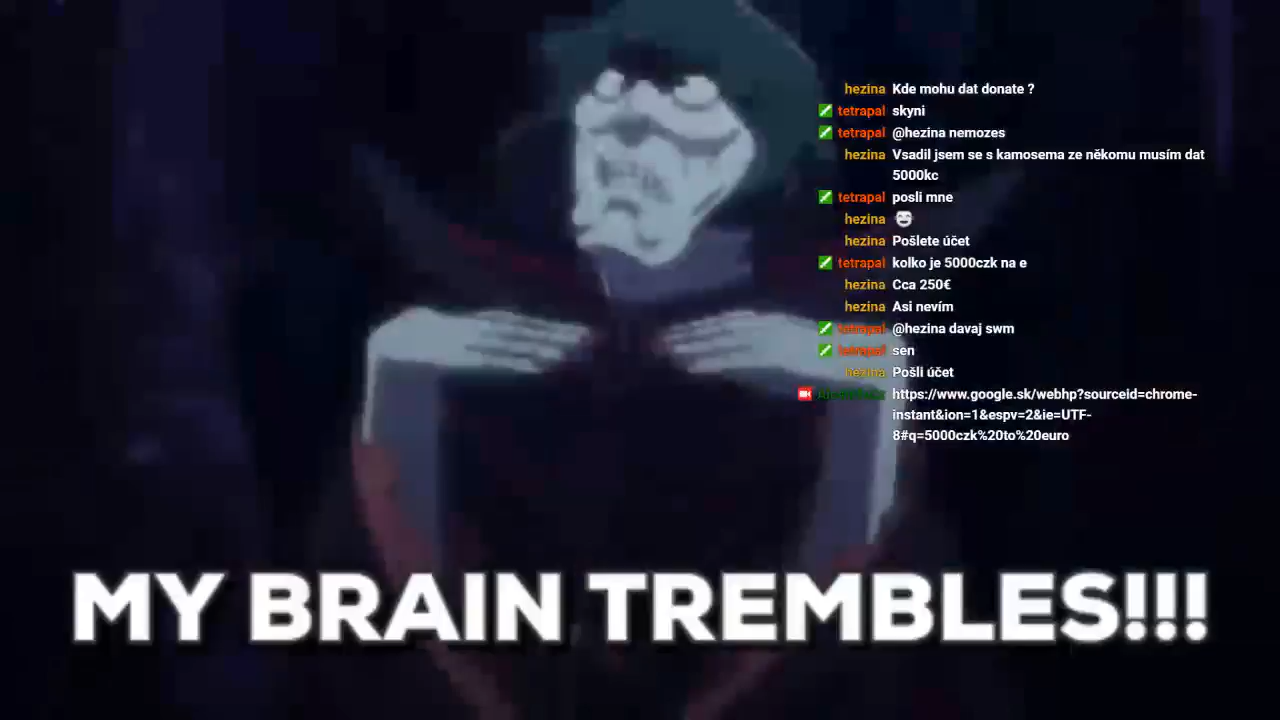 hezina Kde mohu dat donate ?
tetrapal skyni
tetrapal @hezina nemozes
hezina Vsadil jsem se s kamosema ze někomu musím dat
5000kc
tetrapal posli mne
hezina
hezina Pošlete účet
tetrapal kolko je 5000czk na e
hezina Cca 250€
hezina Asi nevím
tetrapal @hezina davaj swm
tetrapal sen
hezina Pošli účet
https://www.google.sk/webhp?sourceid=chrome-
instant&ion=1&espv=2&ie=UTF-
8#q=5000czk%20to%20euro
MY BRAIN TREMBLES!!!